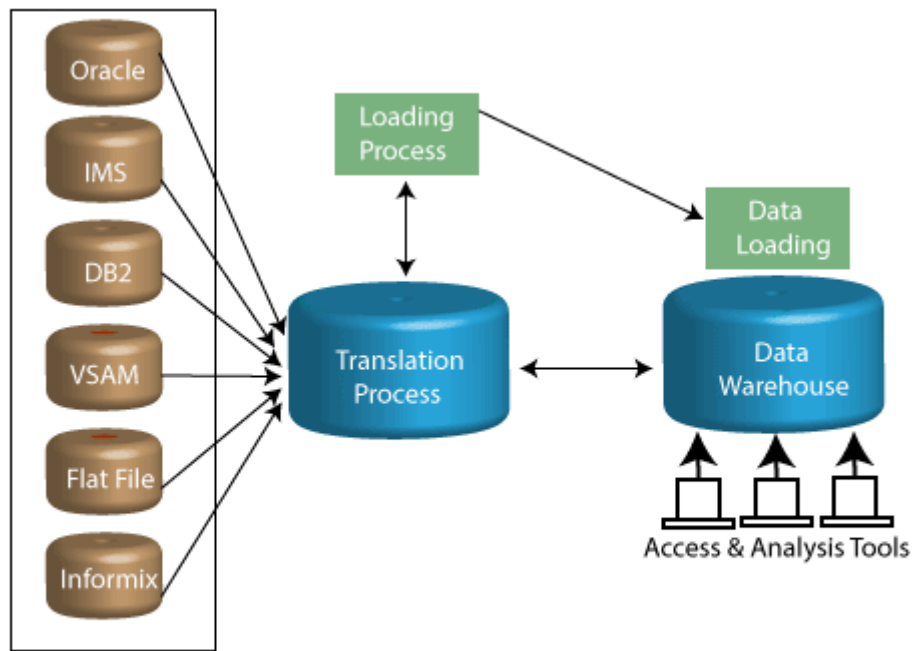 Oracle
IMS
DB2
VSAM
Flat File
Informix
Loading
Process
Translation
Process
Data
Loading
Data
Warehouse
Access & Analysis Tools